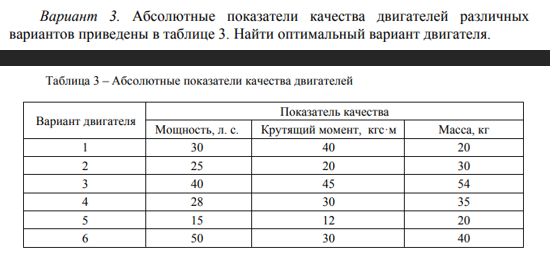 Вариант 3. Абсолютные показатели качества двигателей различных
вариантов приведены в таблице 3. Найти оптимальный вариант двигателя.
Таблица 3 – Абсолютные показатели качества двигателей
Вариант двигателя Показатель качества
Мощность, л. с. Крутящий момент, кгс·м Масса, кг
1 30 40 20
2 25 20 30
3 40 45 54
4 28 30 35
5 15 12 20
6 50 30 40